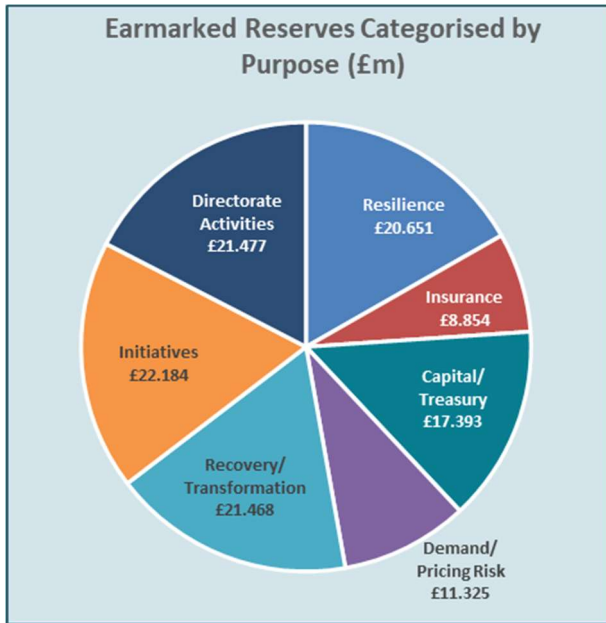 Earmarked Reserves Categorised by
Purpose (£m)
Directorate
Activities
£21.477
Resilience
£20.651
Insurance
£8.854
Initiatives
£22.184
Capital/
Treasury
£17.393
Recovery/
Transformation
£21.468
Demand/
Pricing Risk
£11.325